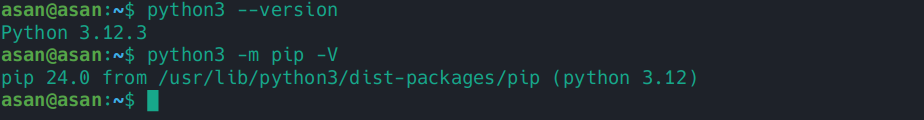 asan@asan:~$ python3 --version
Python 3.12.3
asan@asan:~$ python3 -m pip -V
pip 24.0 from /usr/lib/python3/dist-packages/pip (python 3.12)
asan@asan:~$